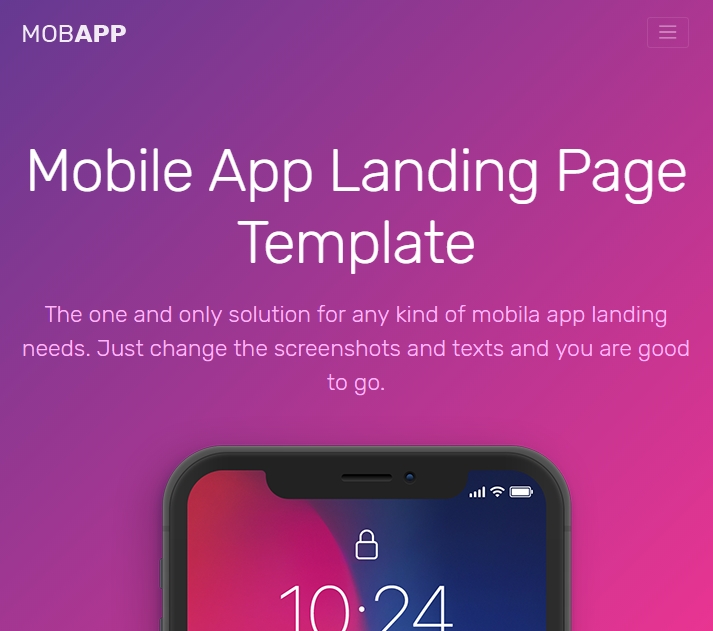 MOBAPP
Mobile App Landing Page
Template
The one and only solution for any kind of mobila app landing
needs. Just change the screenshots and texts and you are good
to go.
10:24